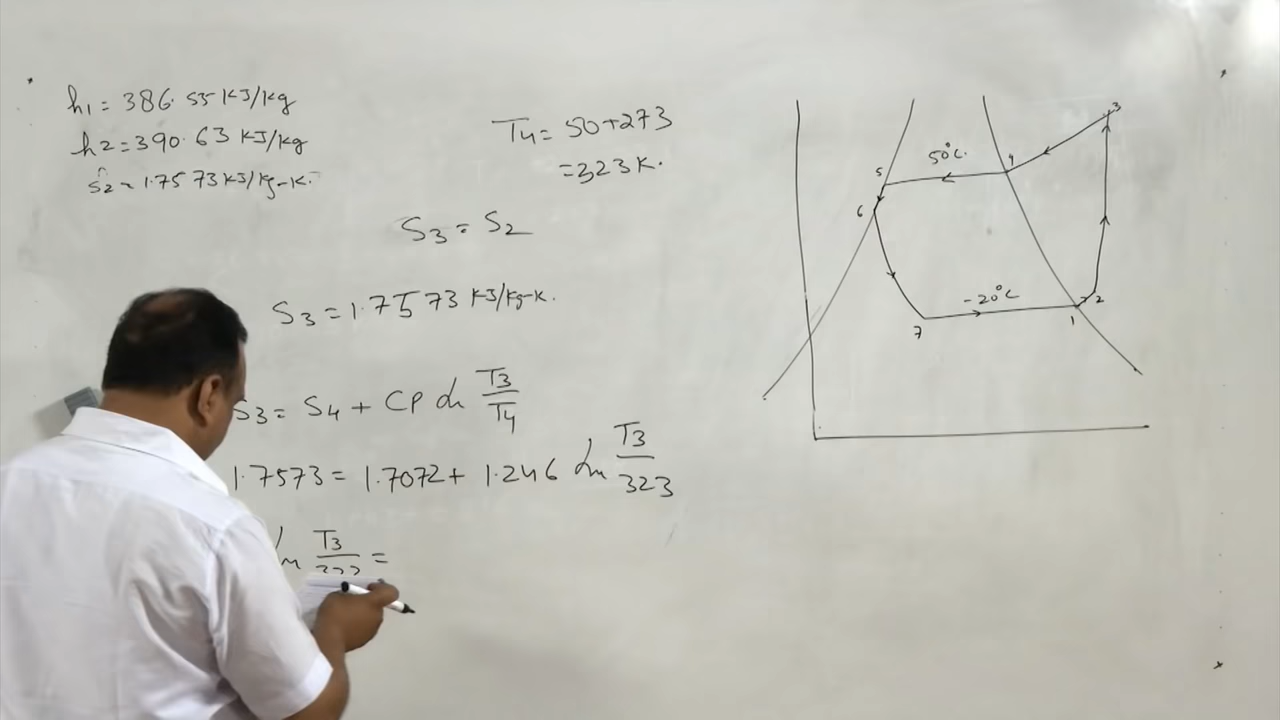 h1 = 386.55 KJ/kg
h2 = 390.63 KJ/kg
S2 = 1.7573 KJ/kg-K.
T4 = 50+273
= 323 K.
S3 = S2
S3 = 1.7573 KJ/kg-K.
S3 = S4 + CP ln T3/T4
1.7573 = 1.7072 + 1.246 ln T3/323
ln T3/323 =
3
50°C.
4
5
6
-20°C
2
7
1